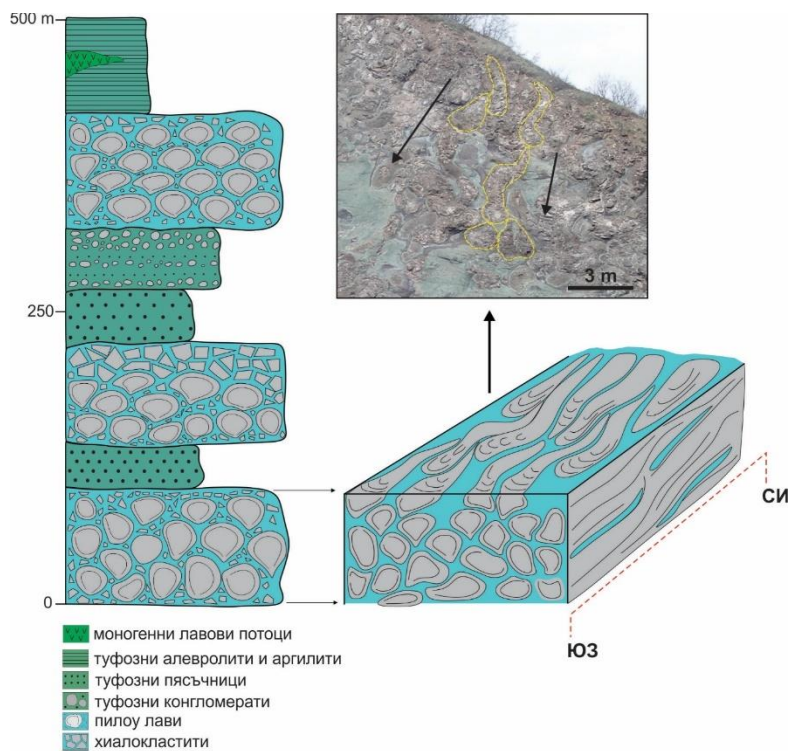 500 m
250
0
3 m
СИ
ЮЗ
моногенни лавови потоци
туфозни алевролити и аргилити
туфозни пясъчници
туфозни конгломерати
пилоу лави
хиалокластити